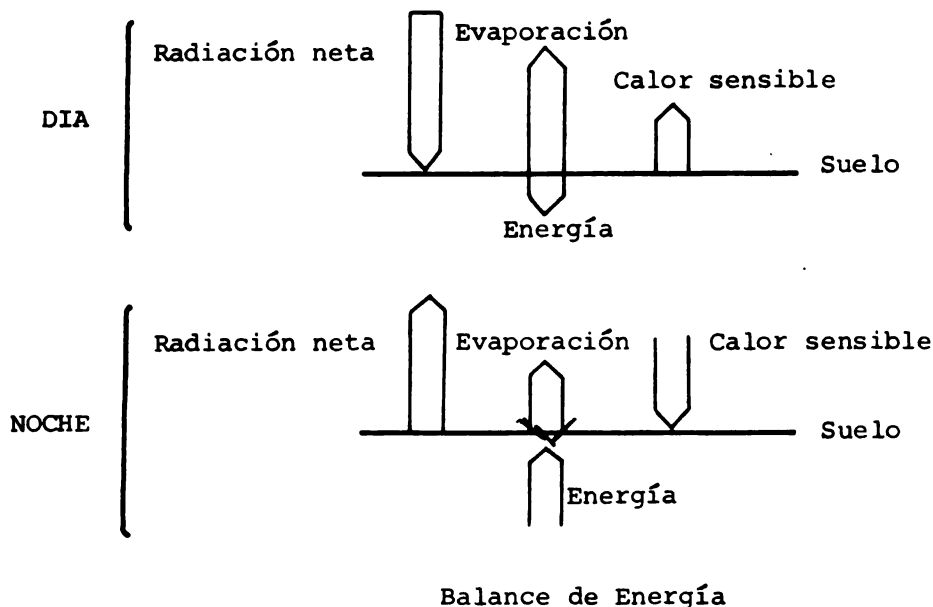 Radiación neta
Evaporación
Calor sensible
DIA
Suelo
Energía
Radiación neta
Evaporación
Calor sensible
NOCHE
Suelo
Energía
Balance de Energía